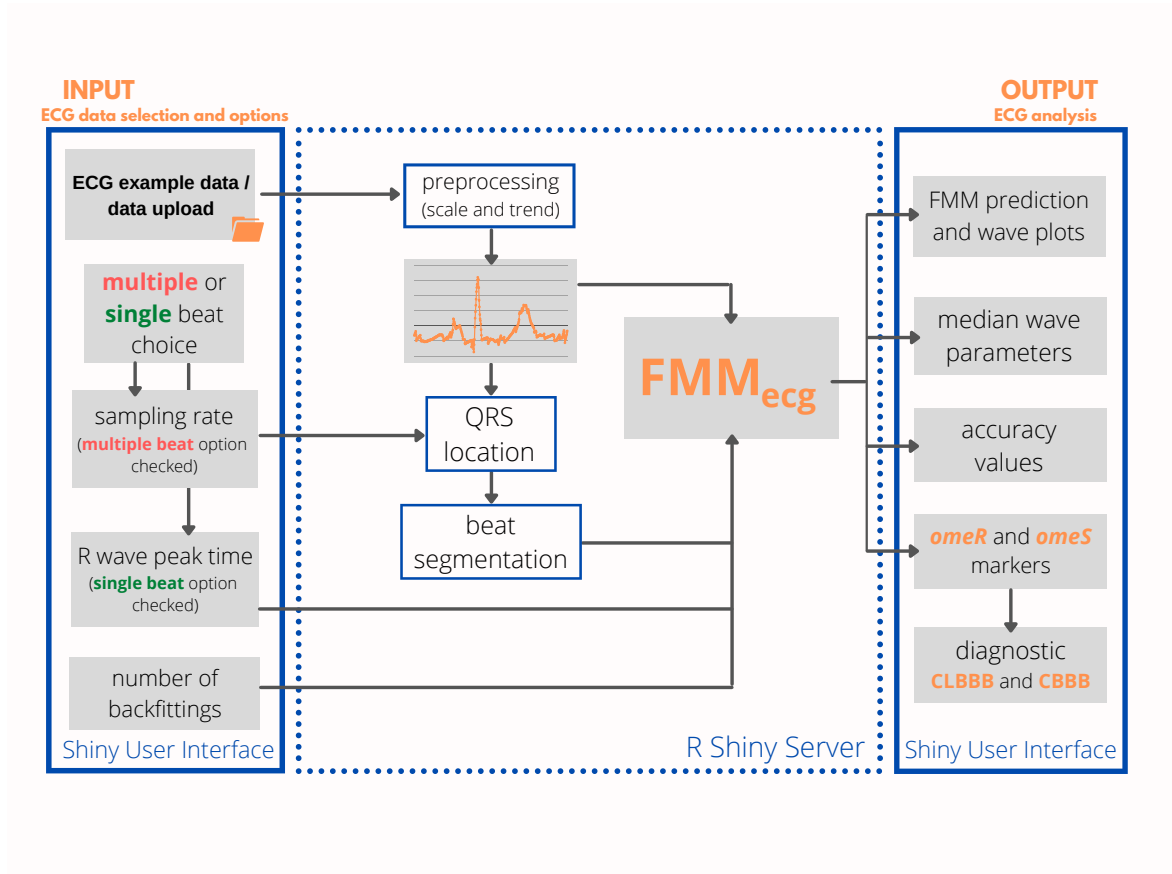 INPUT
ECG data selection and options
ECG example data /
data upload
multiple or
single beat
choice
sampling rate
(multiple beat option
checked)
R wave peak time
(single beat option
checked)
number of
backfittings
Shiny User Interface
preprocessing
(scale and trend)
QRS
location
beat
segmentation
FMMecg
R Shiny Server
OUTPUT
ECG analysis
FMM prediction
and wave plots
median wave
parameters
accuracy
values
omeR and omeS
markers
diagnostic
CLBBB and CBBB
Shiny User Interface